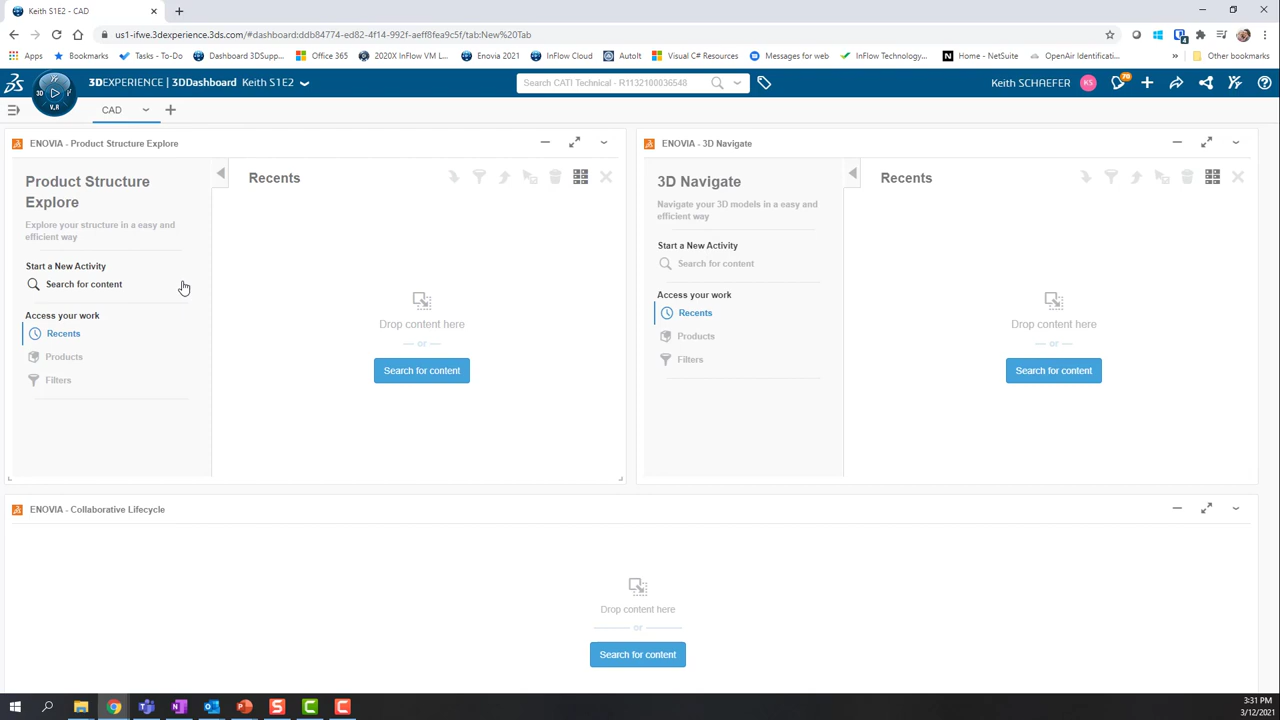 Keith S1E2 - CAD
us1-ifwe.3dexperience.3ds.com/#dashboard:ddb84774-ed82-4f14-992f-aeff8fea9c5f/tab:New%20Tab
Apps Bookmarks Tasks - To-Do Dashboard 3DSupp... Office 365 2020X InFlow VM L... Enovia 2021 InFlow Cloud AutoIt Visual C# Resources Messages for web InFlow Technology... Home - NetSuite OpenAir Identificati... » Other bookmarks
3DEXPERIENCE | 3DDashboard Keith S1E2 Search CATI Technical - R1132100036548 Keith SCHAEFER KS 70
3D V.R
CAD
ENOVIA - Product Structure Explore
Product Structure
Explore
Explore your structure in a easy and
efficient way
Start a New Activity
Search for content
Access your work
Recents
Products
Filters
Recents
Drop content here
or
Search for content
ENOVIA - 3D Navigate
3D Navigate
Navigate your 3D models in a easy and
efficient way
Start a New Activity
Search for content
Access your work
Recents
Products
Filters
Recents
Drop content here
or
Search for content
ENOVIA - Collaborative Lifecycle
Drop content here
or
Search for content
3:31 PM
3/12/2021